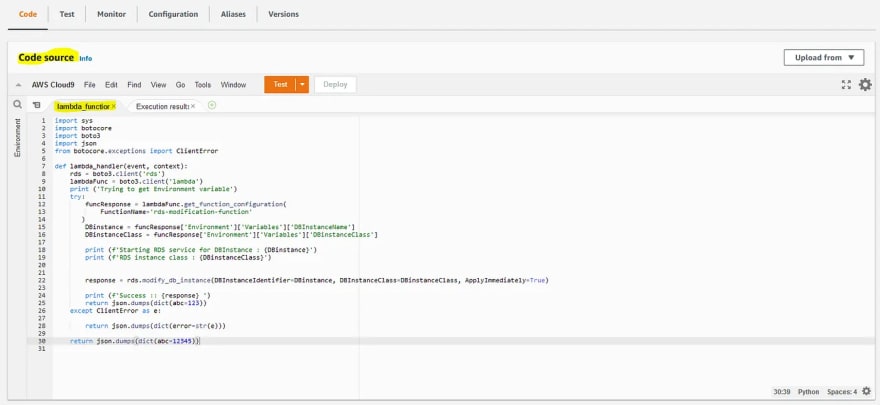 Code Test Monitor Configuration Aliases Versions
Code source Info
Upload from
AWS Cloud9 File Edit Find View Go Tools Window Test Deploy
lambda_function Execution results
Environment
1 import sys
2 import botocore
3 import boto3
4 import json
5 from botocore.exceptions import ClientError
6
7 def lambda_handler(event, context):
8 rds = boto3.client('rds')
9 lambdaFunc = boto3.client('lambda')
10 print ('Trying to get Environment variable')
11 try:
12 funcResponse = lambdaFunc.get_function_configuration(
13 FunctionName='rds-modification-function'
14 )
15 DBinstance = funcResponse['Environment']['Variables']['DBInstanceName']
16 DBinstanceClass = funcResponse['Environment']['Variables']['DBinstanceClass']
17
18 print (f'Starting RDS service for DBInstance : {DBinstance}')
19 print (f'RDS instance class : {DBinstanceClass}')
20
21
22 response = rds.modify_db_instance(DBInstanceIdentifier=DBinstance, DBInstanceClass=DBinstanceClass, ApplyImmediately=True)
23
24 print (f'Success :: {response} ')
25 return json.dumps(dict(abc=123))
26 except ClientError as e:
27
28 return json.dumps(dict(error=str(e)))
29
30 return json.dumps(dict(abc=12345))
31
30:39 Python Spaces: 4